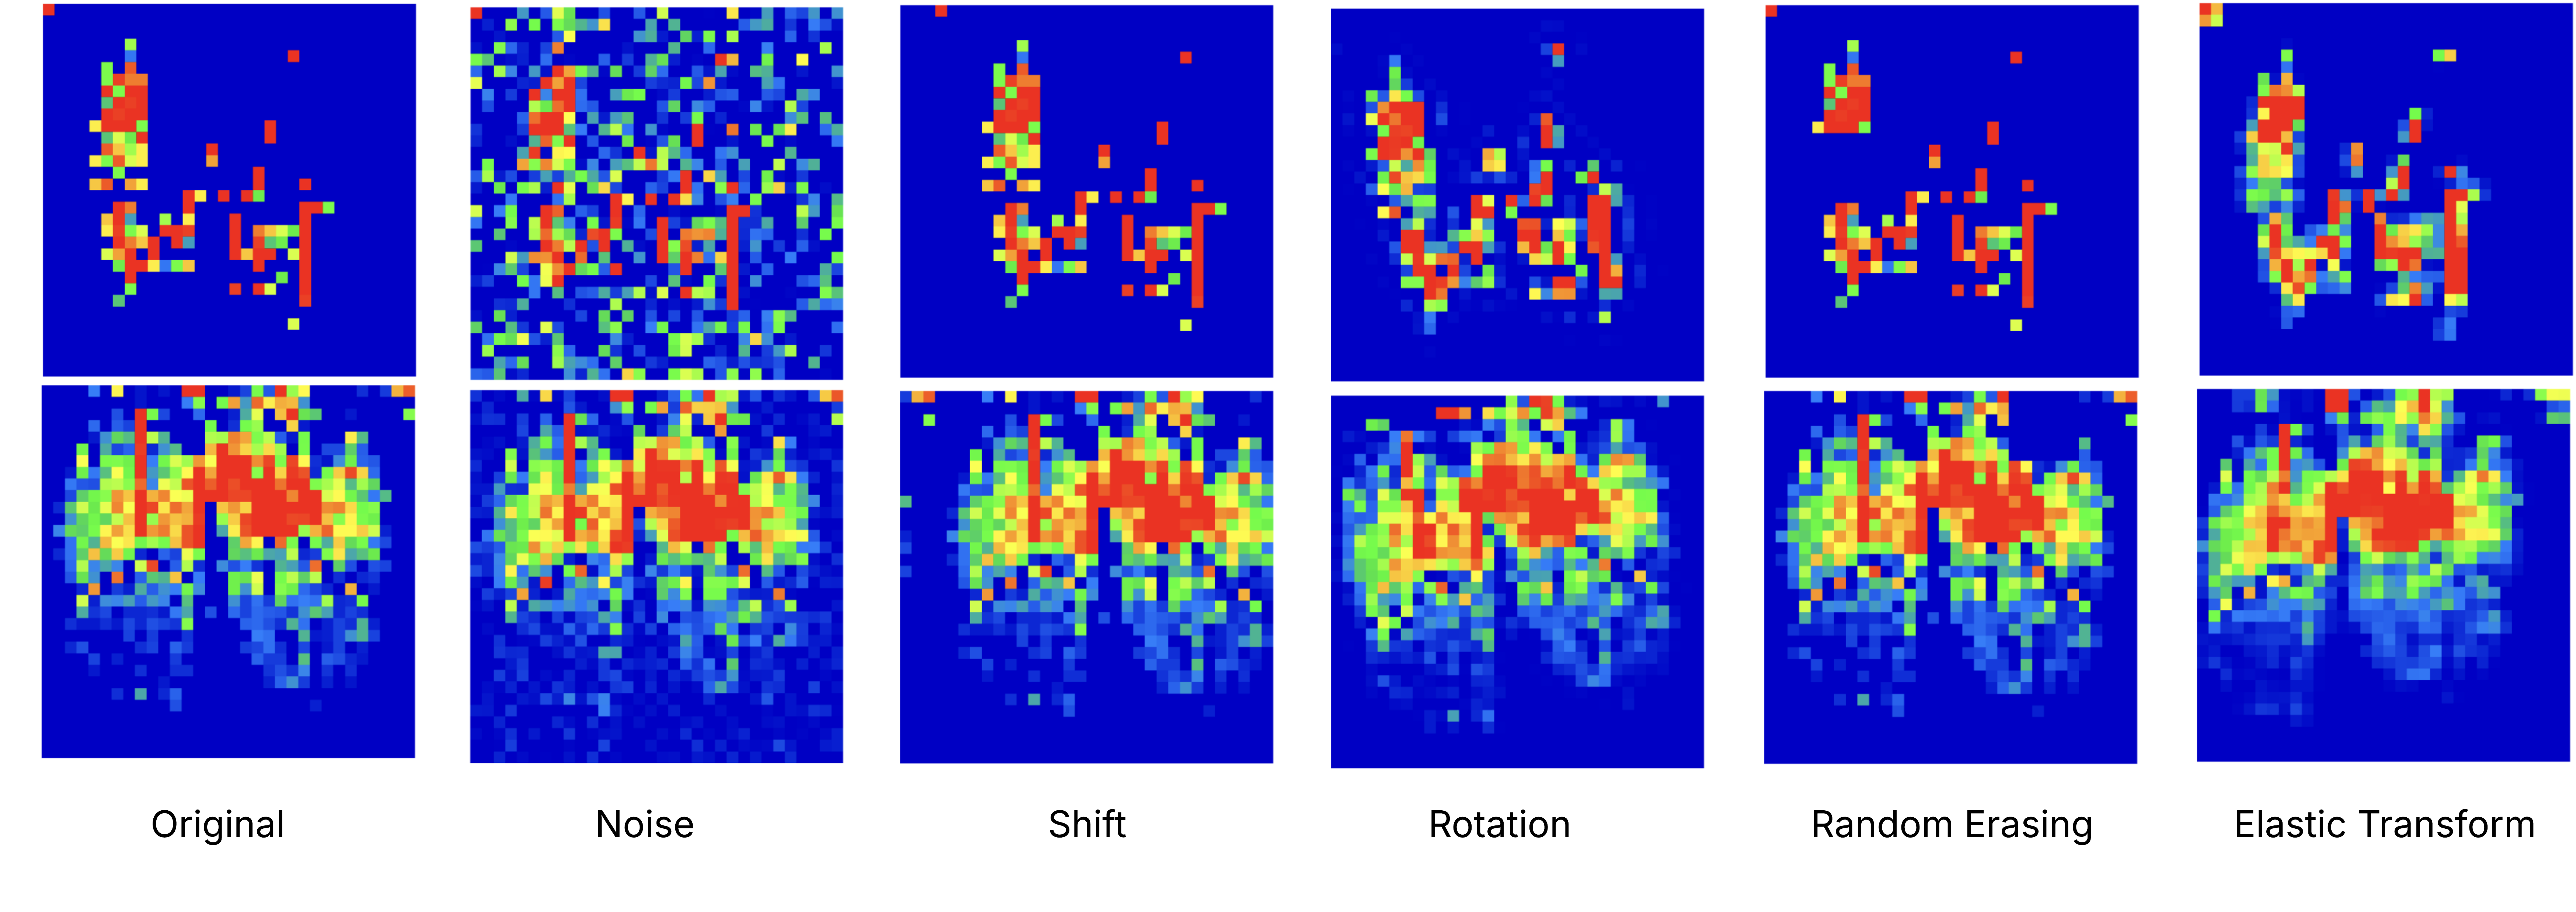 Original
Noise
Shift
Rotation
Random Erasing
Elastic Transform